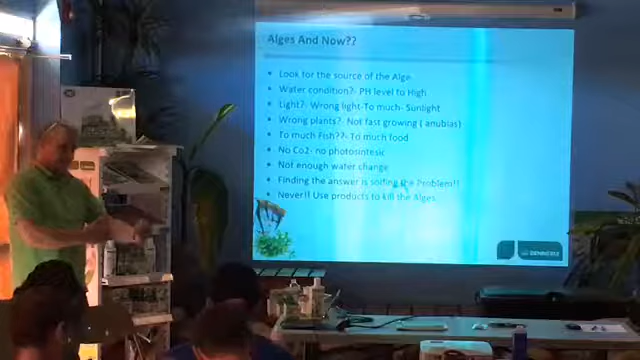 Alges And Now??
Look for the source of the Alge
Water condition?- PH level to High
Light?- Wrong light-To much- Sunlight
Wrong plants?- Not fast growing ( anubias)
To much Fish??- To much food
No Co2- no photosintesic
Not enough water change
Finding the answer is solfing the Problem!!
Never!! Use products to kill the Alges